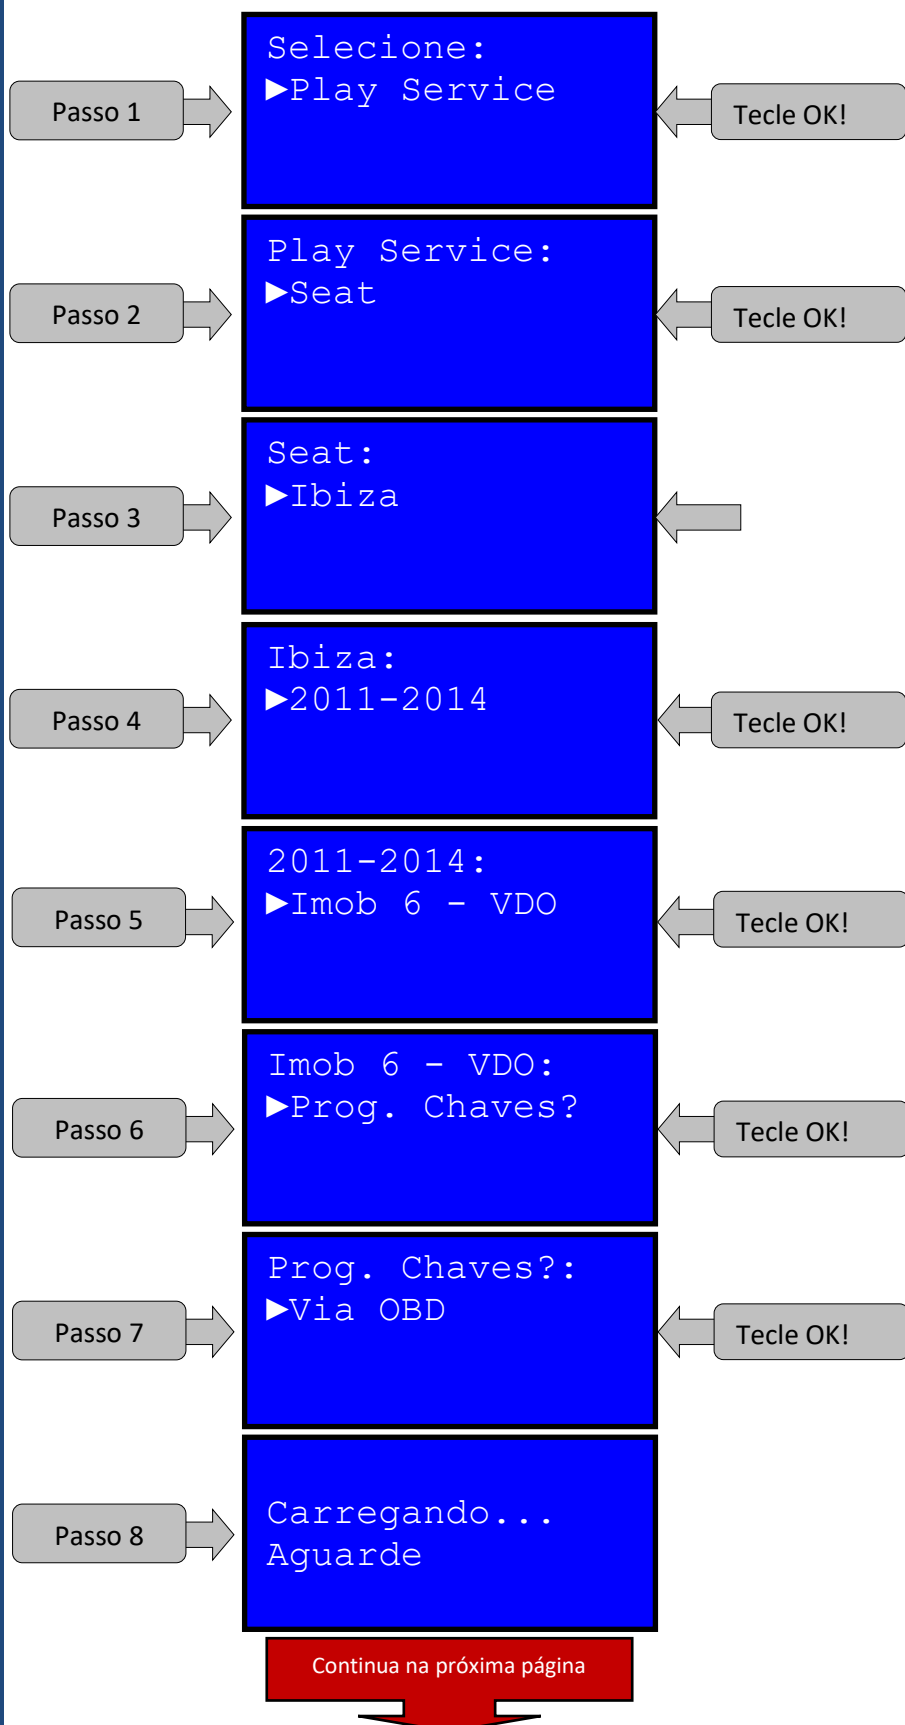 Selecione:
Passo 1
►Play Service
Tecle OK!
Play Service:
Passo 2
►Seat
Tecle OK!
Seat:
Passo 3
►Ibiza
Ibiza:
Passo 4
►2011-2014
Tecle OK!
2011-2014:
Passo 5
►Imob 6 - VDO
Tecle OK!
Imob 6 - VDO:
Passo 6
►Prog. Chaves?
Tecle OK!
Prog. Chaves?:
Passo 7
►Via OBD
Tecle OK!
Passo 8
Carregando...
Aguarde
Continua na próxima página